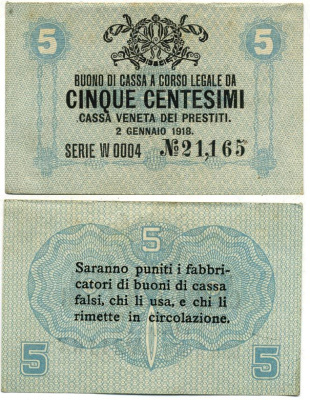 5 5
BUONO DI CASSA A CORSO LEGALE DA
CINQUE CENTESIMI
CASSA VENETA DEI PRESTITI.
2 GENNAIO 1918.
SERIE W 0004 No 21,165
5
Saranno puniti i fabbri-
catori di buoni di cassa
falsi, chi li usa, e chi li
rimette in circolazione.
5 5